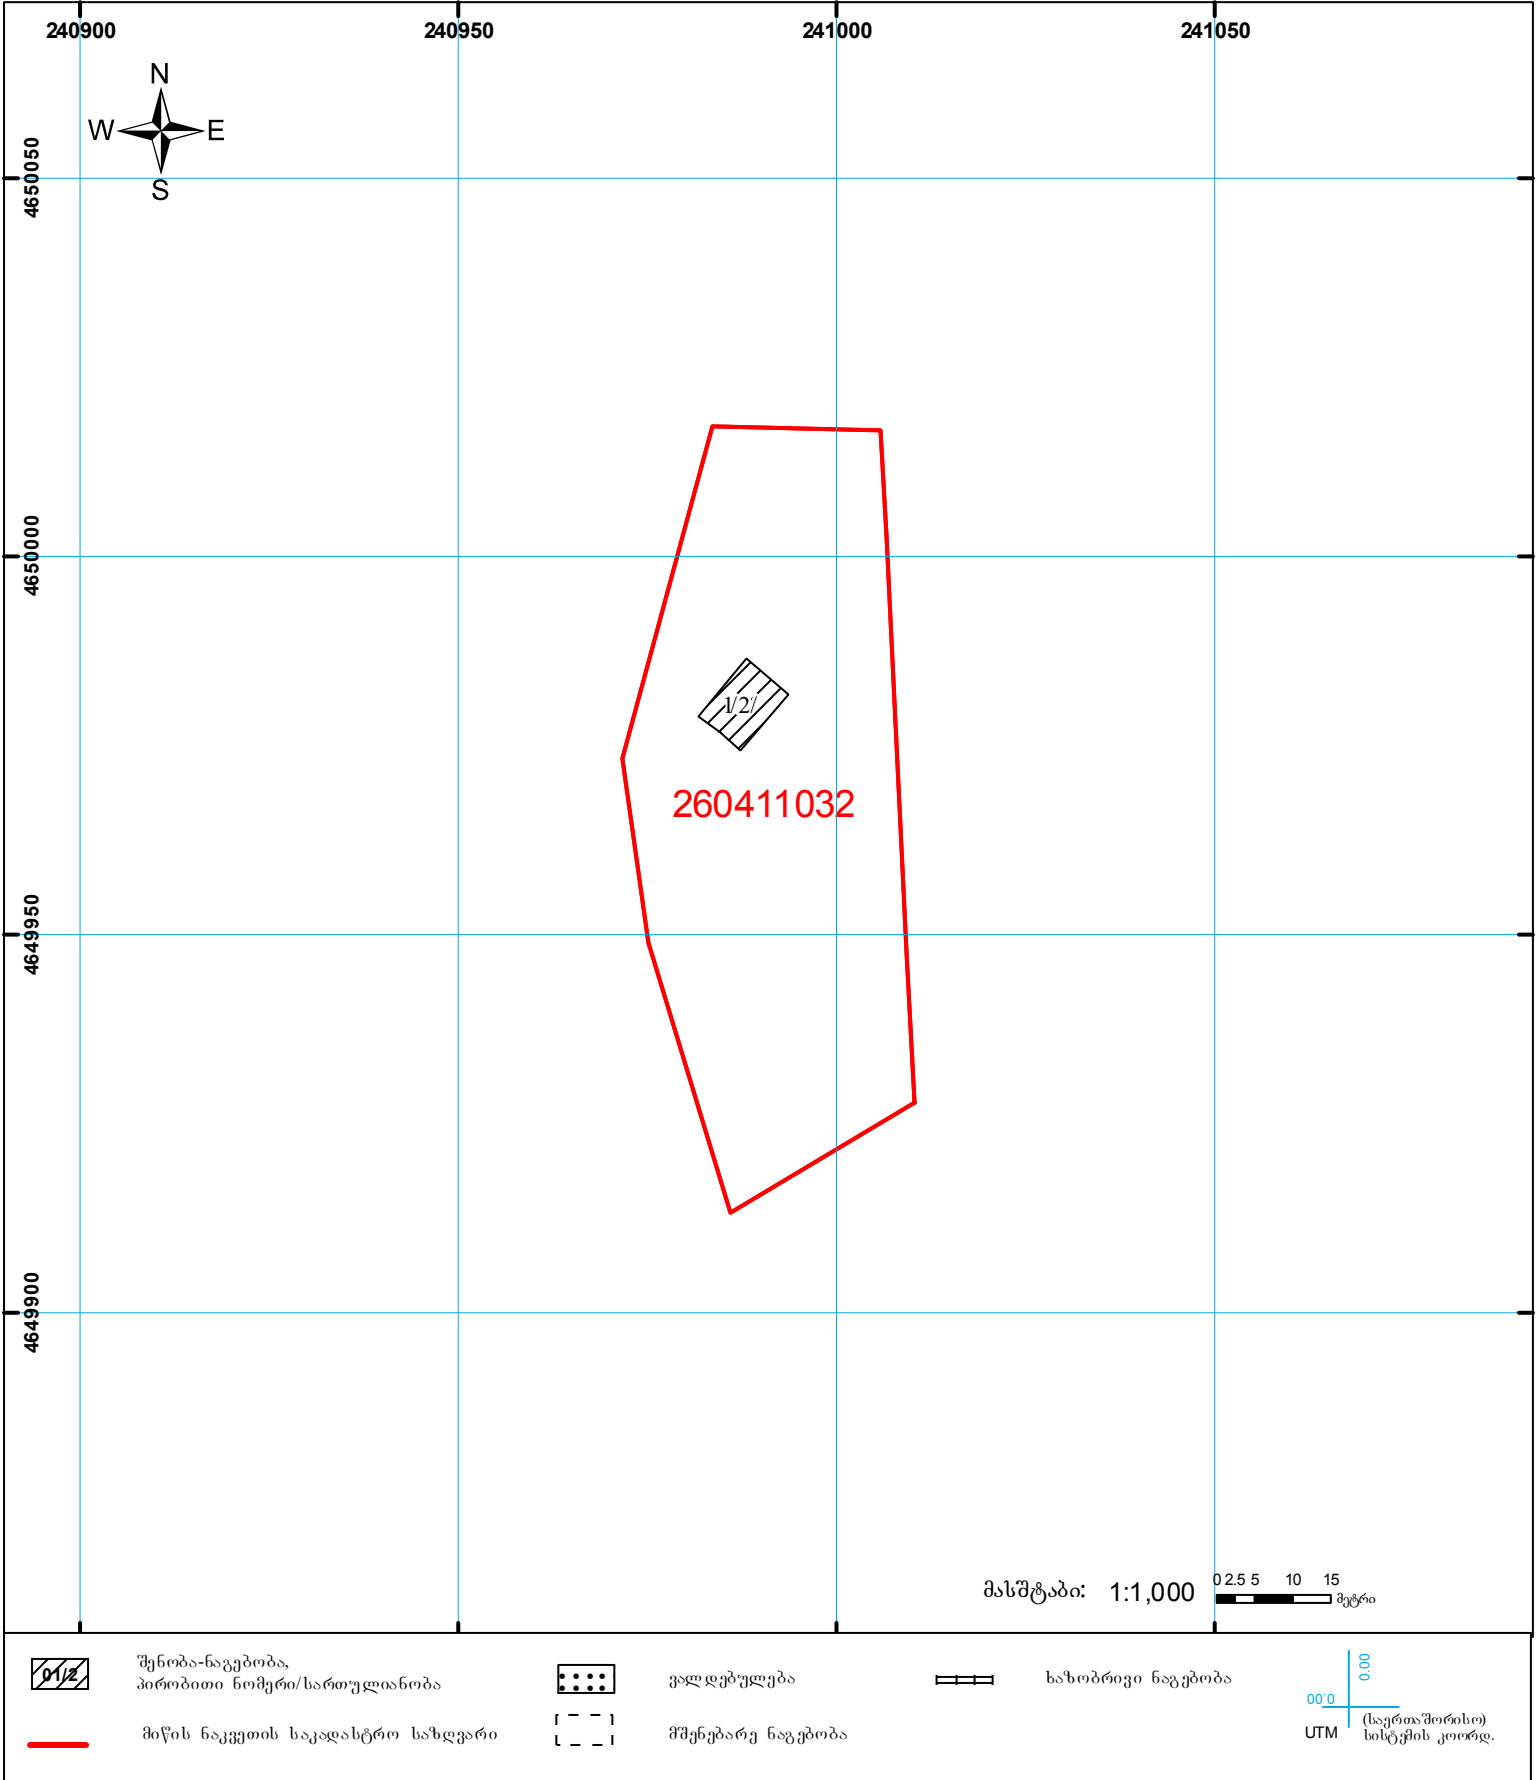 240900 240950 241000 241050
N
W E
S
4650050
4650000
4649950
4649900
1/2/
260411032
მასშტაბი: 1:1,000
0 2.5 5 10 15
მეტრი
01/2
შენობა-ნაგებობა,
პირობითი ნომერი/სართულიანობა
ვალდებულება
ხაზობრივი ნაგებობა
მიწის ნაკვეთის საკადასტრო საზღვარი
მშენებარე ნაგებობა
0.00
0.00
UTM
(საერთაშორისო)
სისტემის კოორდ.